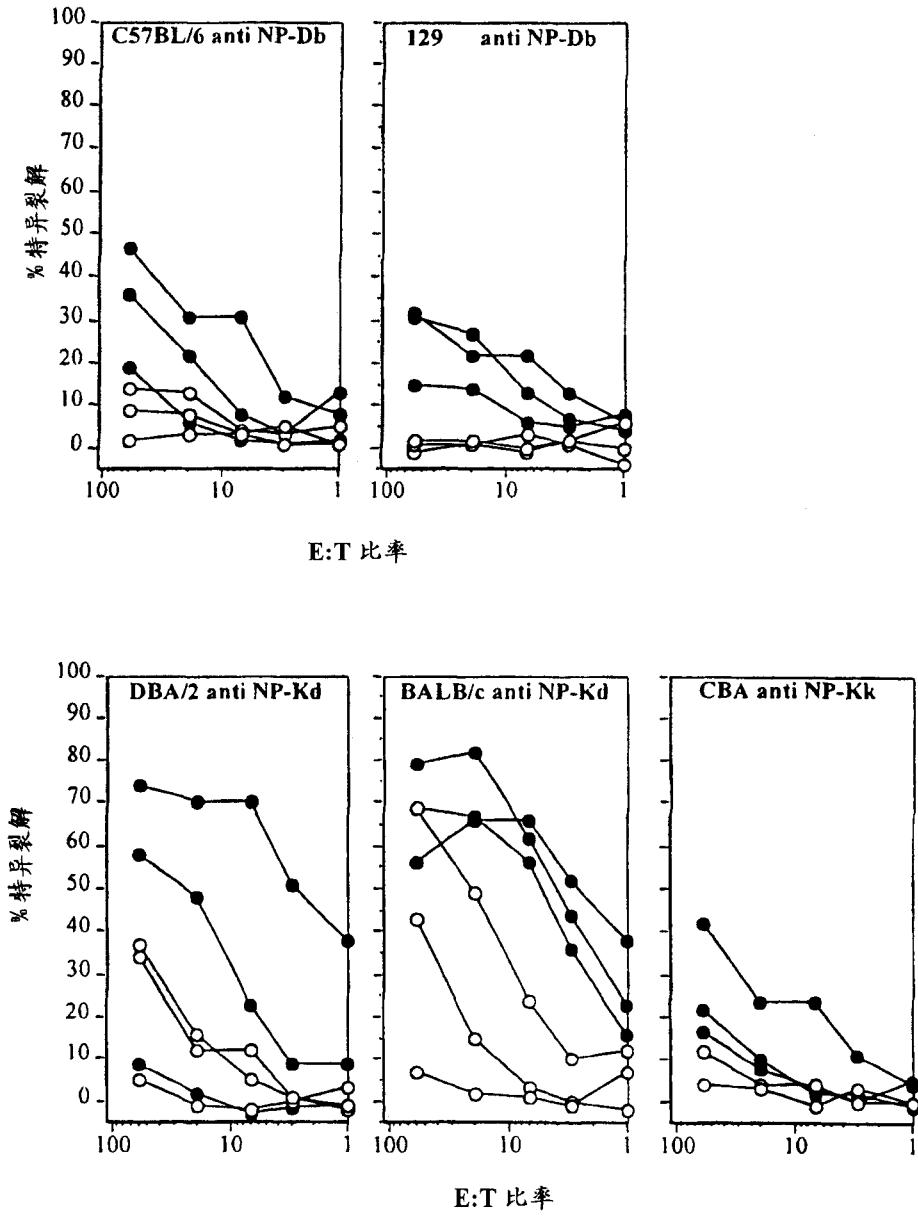 C57BL/6 anti NP-Db
129 anti NP-Db
100
90
80
70
60
50
40
30
20
10
0
% 特异裂解
100 10 1
100 10 1
E:T 比率
DBA/2 anti NP-Kd
BALB/c anti NP-Kd
CBA anti NP-Kk
100
90
80
70
60
50
40
30
20
10
0
% 特异裂解
100 10 1
100 10 1
100 10 1
E:T 比率